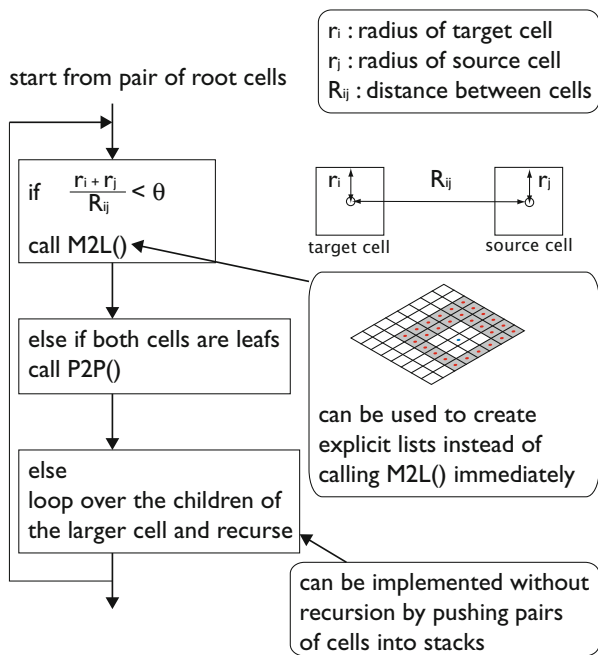 rᵢ : radius of target cell
rⱼ : radius of source cell
Rᵢⱼ : distance between cells
start from pair of root cells
if rᵢ + rⱼ / Rᵢⱼ < θ
call M2L()
rᵢ
Rᵢⱼ
rⱼ
target cell
source cell
else if both cells are leafs
call P2P()
can be used to create
explicit lists instead of
calling M2L() immediately
else
loop over the children of
the larger cell and recurse
can be implemented without
recursion by pushing pairs
of cells into stacks